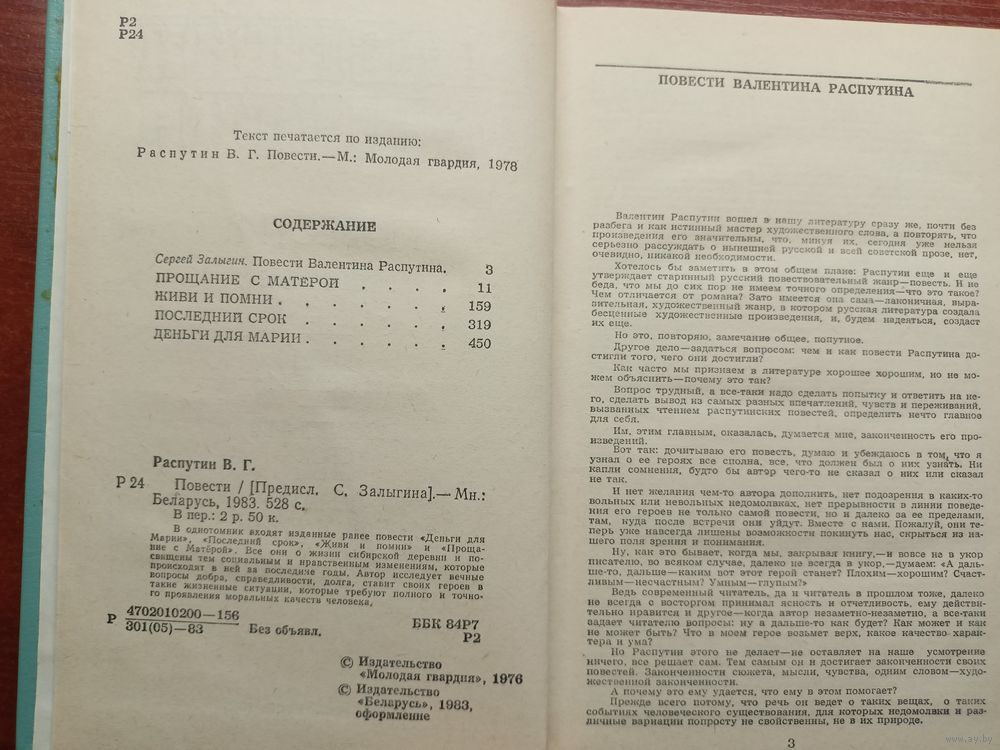 Р2
Р24
Текст печатается по изданию:
Распутин В. Г. Повести.—М.: Молодая гвардия, 1978
СОДЕРЖАНИЕ
Сергей Залыгин. Повести Валентина Распутина. 3
ПРОЩАНИЕ С МАТЕРОЙ . . . . . 11
ЖИВИ И ПОМНИ . . . . . . . 159
ПОСЛЕДНИЙ СРОК . . . . . . 319
ДЕНЬГИ ДЛЯ МАРИИ . . . . . . 450
Распутин В. Г.
Р 24 Повести / [Предисл. С. Залыгина].— Мн.:
Беларусь, 1983. 528 с.
В пер.: 2 р. 50 к.
В однотомник входят изданные ранее повести «Деньги для
Марии», «Последний срок», «Живи и помни» и «Проща-
ние с Матёрой». Все они о жизни сибирской деревни и по-
священы тем социальным и нравственным изменениям, которые
происходят в ней за последние годы. Автор исследует вечные
вопросы добра, справедливости, долга, ставит своих героев в
такие жизненные ситуации, которые требуют полного и точно-
го проявления моральных качеств человека,
Р 4702010200—156
301(05)—83 Без объявл.
ББК 84Р7
Р2
© Издательство
«Молодая гвардия», 1976
© Издательство
«Беларусь», 1983,
оформление
ПОВЕСТИ ВАЛЕНТИНА РАСПУТИНА
Валентин Распутин вошел в нашу литературу сразу же, почти без
разбега и как истинный мастер художественного слова, а повторять, что
произведения его значительны, что, минуя их, сегодня уже нельзя
серьезно рассуждать о нынешней русской и всей советской прозе, нет,
очевидно, никакой необходимости.
Хотелось бы заметить в этом общем плане: Распутин еще и еще
утверждает старинный русский повествовательный жанр—повесть. И не
беда, что мы до сих пор не имеем точного определения—что это такое?
Чем отличается от романа? Зато имеется она сама—лаконичная, выра-
зительная, художественный жанр, в котором русская литература создала
бесценные художественные произведения, и, будем надеяться, создаст
их еще.
Но это, повторяю, замечание общее, попутное.
Другое дело—задаться вопросом: чем и как повести Распутина до-
стигли того, чего они достигли?
Как часто мы признаем в литературе хорошее хорошим, но не мо-
жем объяснить—почему это так?
Вопрос трудный, а все-таки надо сделать попытку и ответить на не-
го, сделать вывод из самых разных впечатлений, чувств и переживаний,
вызванных чтением распутинских повестей, определить нечто главное
для себя.
Им, этим главным, оказалась, думается мне, законченность его про-
изведений.
Вот так: дочитываю его повесть, думаю и убеждаюсь в том, что я
узнал о ее героях все сполна, все, что должен был о них узнать. Ни
капли сомнения, будто бы автор чего-то не сказал о них или сказал
не так.
И нет желания чем-то автора дополнить, нет подозрения в каких-то
вольных или невольных недомолвках, нет прерывности в линии поведе-
ния его героев не только самой повести, но и далеко за ее пределами,
там, куда после встречи они уйдут. Вместе с нами. Пожалуй, они те-
перь уже навсегда лишены возможности покинуть нас, скрыться из на-
шего поля зрения и понимания.
Ну, как это бывает, когда мы, закрывая книгу,—и вовсе не в укор
писателю, во всяком случае, далеко не всегда в укор,—думаем: «А даль-
ше-то, дальше—каким вот этот герой станет? Плохим—хорошим? Счаст-
ливым—несчастным? Умным—глупым?»
Ведь современный читатель, да и читатель в прошлом тоже, далеко
не всегда с восторгом принимал ясность и отчетливость, ему действи-
тельно нравится и другое—когда автор незаметно-незаметно, а все-таки
задает читателю вопросы: ну а дальше-то как будет? Как может и как
не может быть? Что в моем герое возьмет верх, какое качество харак-
тера и ума?
Но Распутин этого не делает—не оставляет на наше усмотрение
ничего, все решает сам. Тем самым он и достигает законченности своих
повестей. Законченности сюжета, мысли, чувства, одним словом—худо-
жественной законченности.
А почему это ему удается, что ему в этом помогает?
Прежде всего потому, что речь он ведет о таких вещах, о таких
событиях человеческого существования, для которых недомолвки и раз-
личные вариации попросту не свойственны, не в их природе.
3
www.ay.by